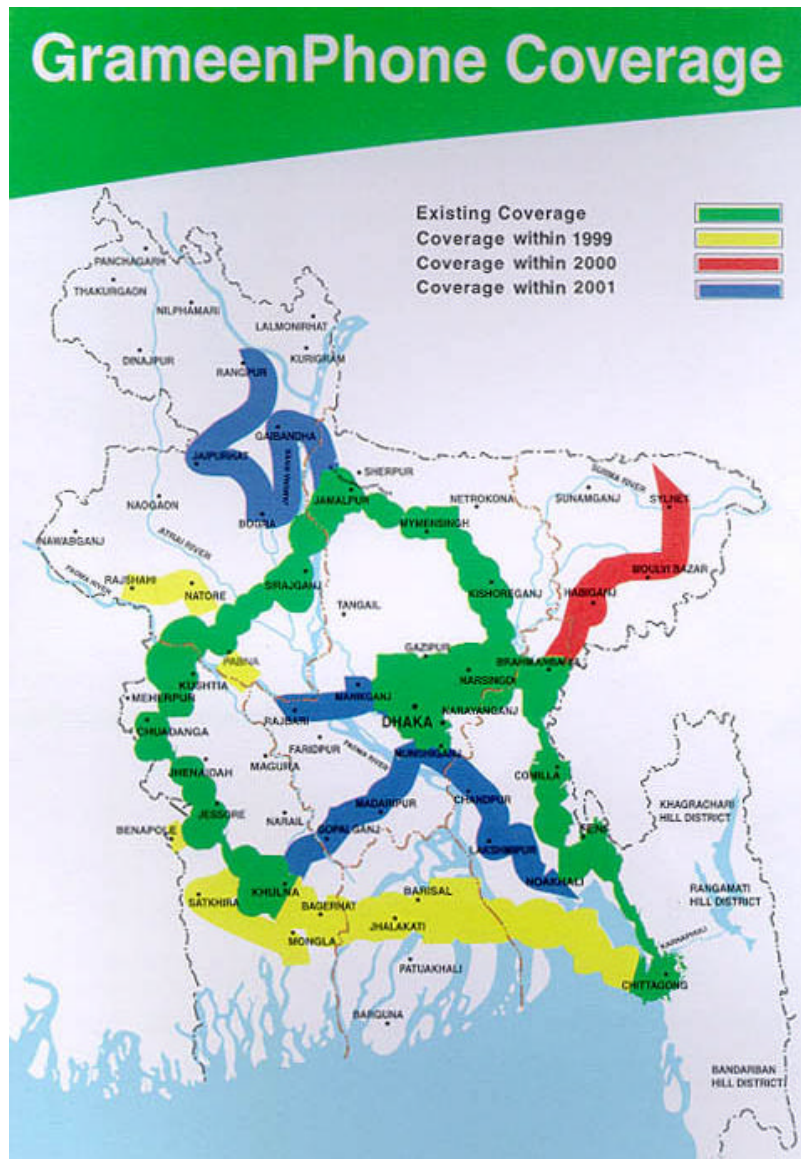 GrameenPhone Coverage
Existing Coverage
Coverage within 1999
Coverage within 2000
Coverage within 2001
PANCHAGARH
THAKURGAON
NILPHAMARI
LALMONIRHAT
KURIGRAM
DINAJPUR
RANGPUR
GAIBANDHA
JAIPURHAT
SHERPUR
JAMALPUR
NAOGAON
BOGRA
NETROKONA
SUNAMGANJ
SURMA RIVER
SYLNET
NAWABGANJ
ATRAI RIVER
MYMENSINGH
PADMA RIVER
RAJSHAHI
NATORE
SIRAJGANJ
KISHOREGANJ
MOULVI BAZAR
HABIGANJ
TANGAIL
GAZIPUR
PABNA
KUSHTIA
BRAHMANBARIA
NARSINGDI
MEHERPUR
MANIKGANJ
RAJBARI
DHAKA
NARAYANGANJ
CHUADANGA
FARIDPUR
PADMA RIVER
MUNSHIGANJ
JHENAIDAH
MAGURA
COMILLA
CHANDPUR
JESSORE
NARAIL
MADARIPUR
GOPALGANJ
BENAPOLE
FENI
LAKSHMIPUR
KHAGRACHARI
HILL DISTRICT
KHULNA
NOAKHALI
SATKHIRA
BAGERHAT
BARISAL
RANGAMATI
HILL DISTRICT
JHALAKATI
MONGLA
KARNAPHULI
PATUAKHALI
CHITTAGONG
BARGUNA
BANDARBAN
HILL DISTRICT